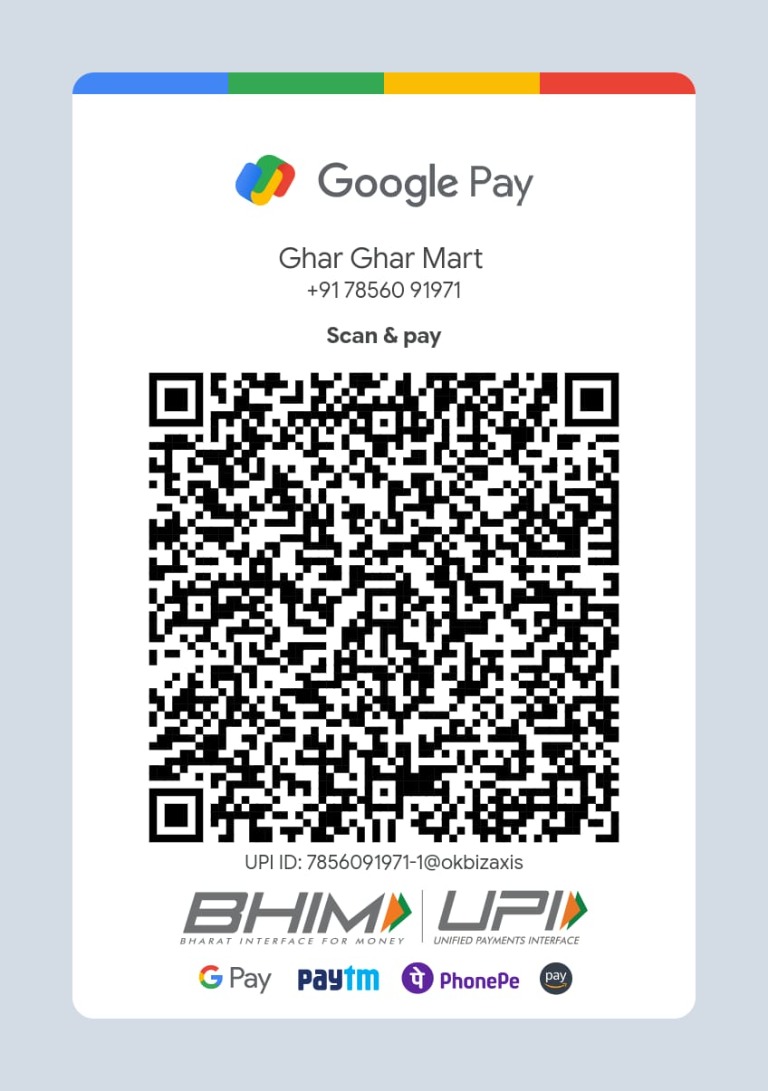 Google Pay
Ghar Ghar Mart
+91 78560 91971
Scan & pay
UPI ID: 7856091971-1@okbizaxis
BHIM UPI
BHARAT INTERFACE FOR MONEY UNIFIED PAYMENTS INTERFACE
G Pay paytm पे PhonePe pay